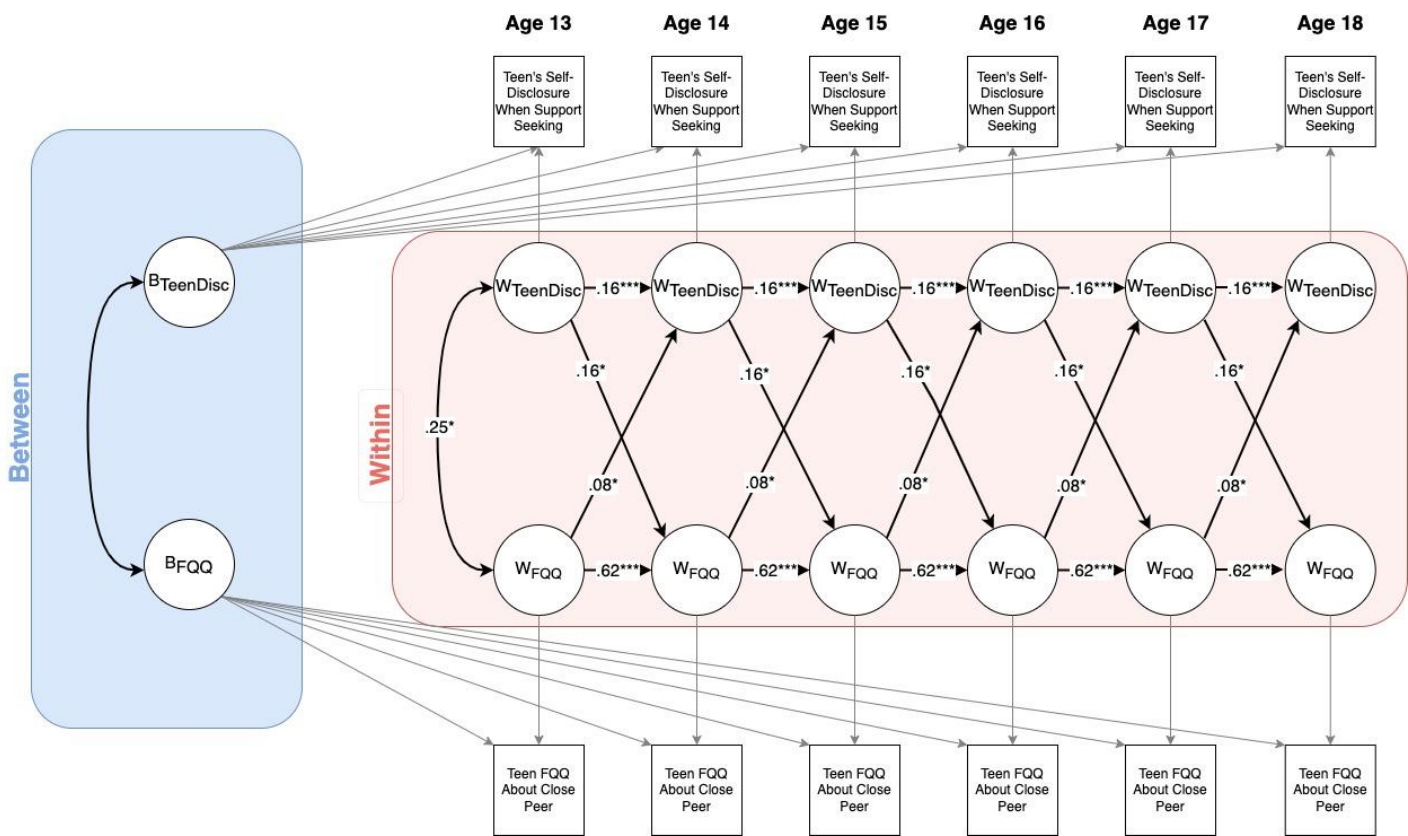 Age 13 Age 14 Age 15 Age 16 Age 17 Age 18
Teen's Self-
Disclosure
When Support
Seeking
Teen's Self-
Disclosure
When Support
Seeking
Teen's Self-
Disclosure
When Support
Seeking
Teen's Self-
Disclosure
When Support
Seeking
Teen's Self-
Disclosure
When Support
Seeking
Teen's Self-
Disclosure
When Support
Seeking
Between
BTeenDisc
BFQQ
Within
WTeenDisc .16*** WTeenDisc .16*** WTeenDisc .16*** WTeenDisc .16*** WTeenDisc .16*** WTeenDisc
.16* .16* .16* .16* .16*
.25*
.08* .08* .08* .08* .08*
WFQQ .62*** WFQQ .62*** WFQQ .62*** WFQQ .62*** WFQQ .62*** WFQQ
Teen FQQ
About Close
Peer
Teen FQQ
About Close
Peer
Teen FQQ
About Close
Peer
Teen FQQ
About Close
Peer
Teen FQQ
About Close
Peer
Teen FQQ
About Close
Peer